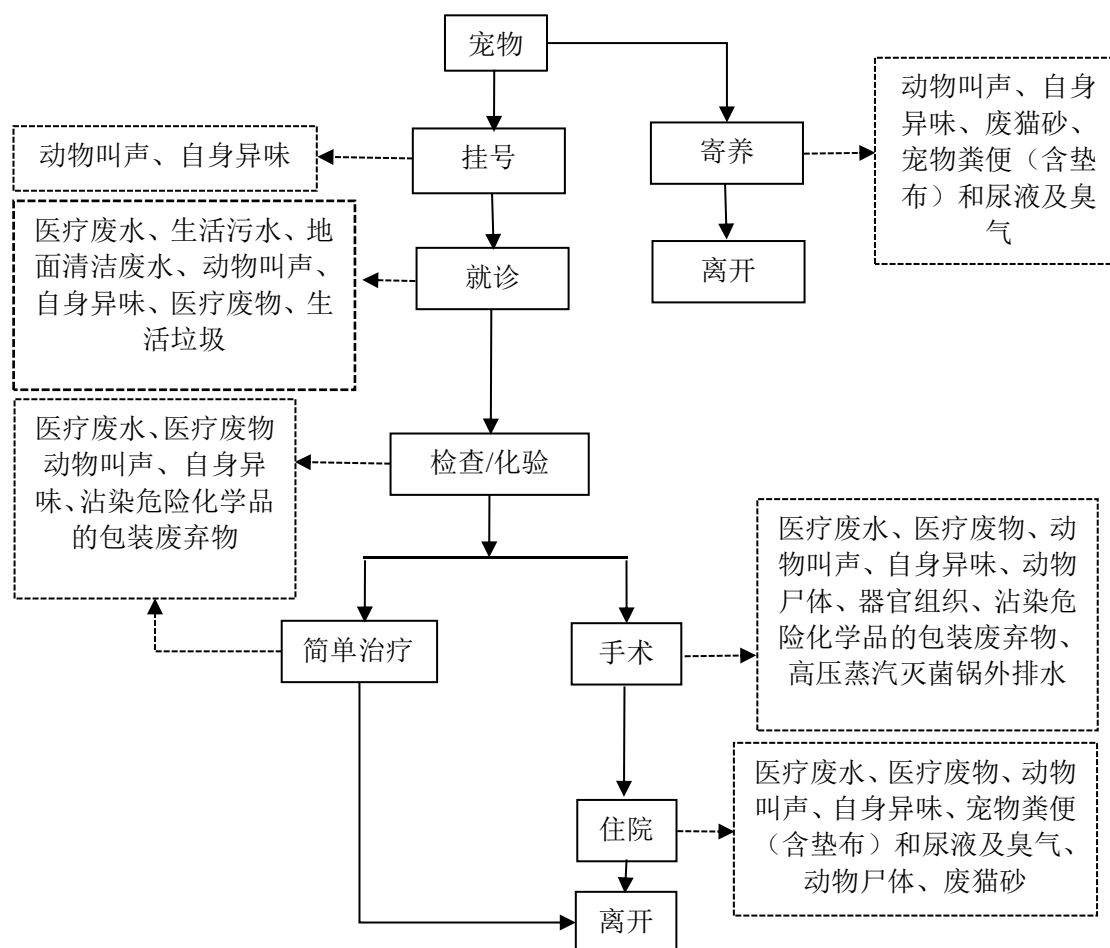 宠物
动物叫声、自身
异味、废猫砂、
宠物粪便（含垫
布）和尿液及臭
气
动物叫声、自身异味
挂号
寄养
医疗废水、生活污水、地
面清洁废水、动物叫声、
自身异味、医疗废物、生
活垃圾
就诊
离开
医疗废水、医疗废物
动物叫声、自身异
味、沾染危险化学品
的包装废弃物
检查/化验
医疗废水、医疗废物、动
物叫声、自身异味、动物
尸体、器官组织、沾染危
险化学品的包装废弃物、
高压蒸汽灭菌锅外排水
简单治疗
手术
医疗废水、医疗废物、动物
叫声、自身异味、宠物粪便
（含垫布）和尿液及臭气、
动物尸体、废猫砂
住院
离开